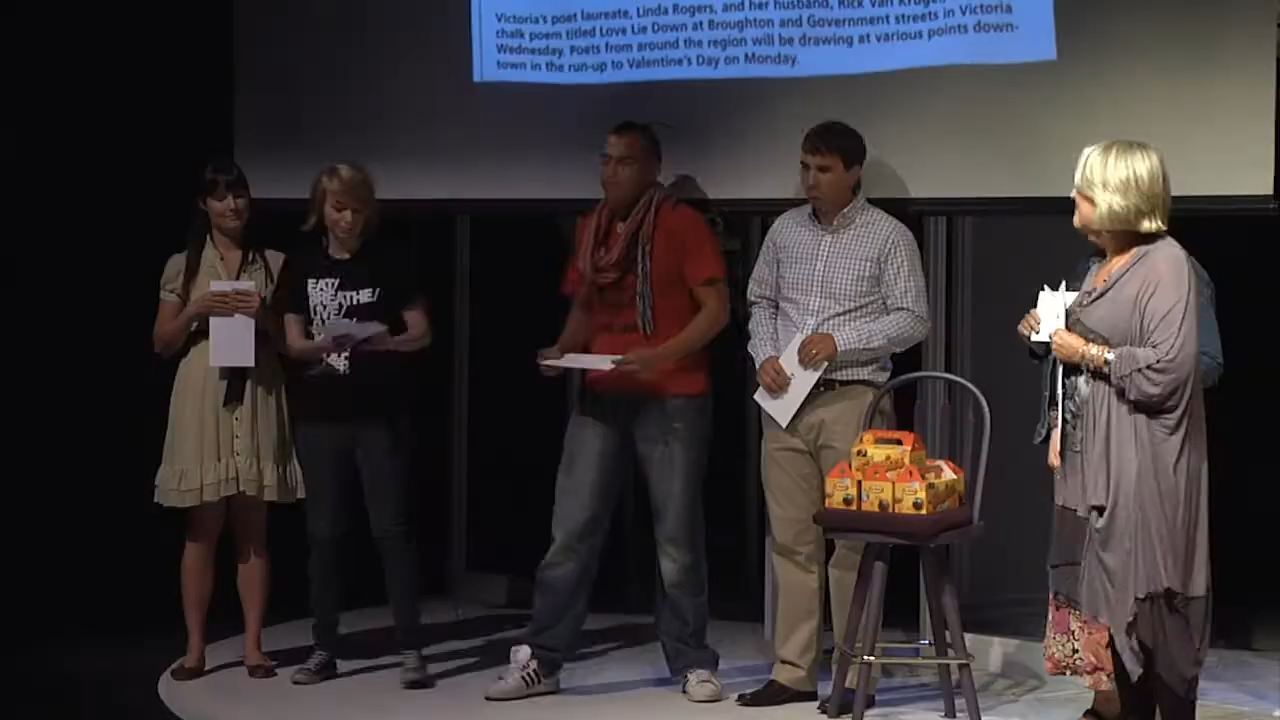 Victoria's poet laureate, Linda Rogers, and her husband, Rick Van
chalk poem titled Love Lie Down at Broughton and Government streets in Victoria
Wednesday. Poets from around the region will be drawing at various points down-
town in the run-up to Valentine's Day on Monday.
EAT/
BREATHE/
LIVE/